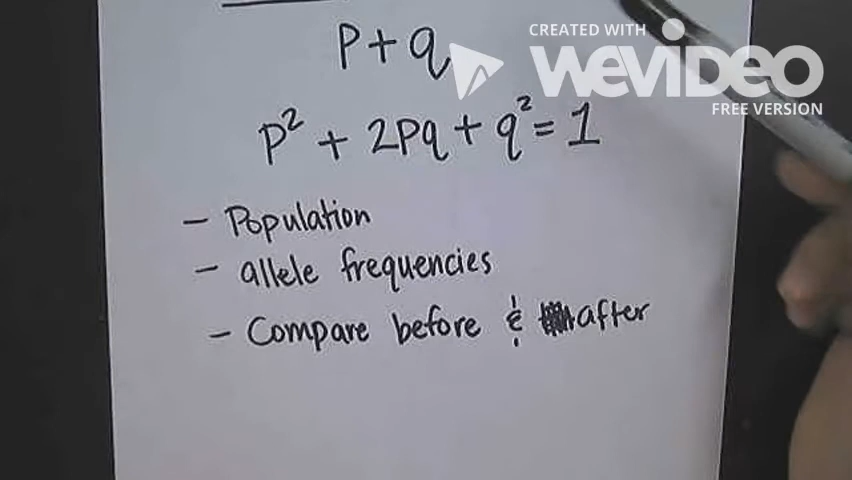 CREATED WITH
WEVIDEO
FREE VERSION
P + q
p² + 2pq + q² = 1
- Population
- allele frequencies
- Compare before & after